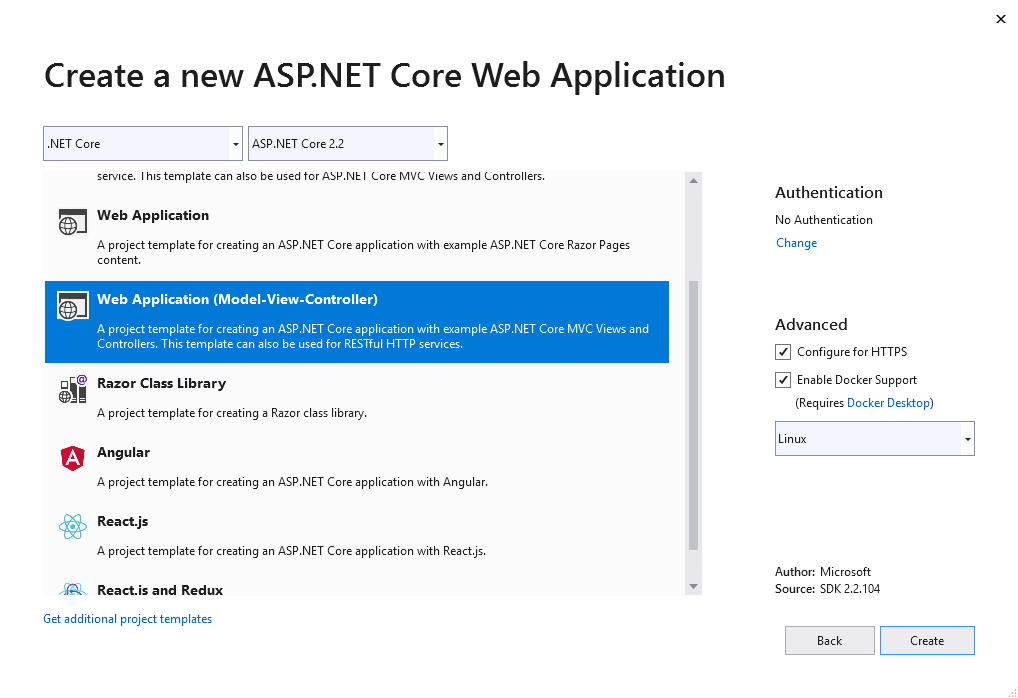 Create a new ASP.NET Core Web Application
.NET Core
ASP.NET Core 2.2
service. This template can also be used for ASP.NET Core MVC Views and Controllers.
Web Application
A project template for creating an ASP.NET Core application with example ASP.NET Core Razor Pages
content.
Web Application (Model-View-Controller)
A project template for creating an ASP.NET Core application with example ASP.NET Core MVC Views and
Controllers. This template can also be used for RESTful HTTP services.
Razor Class Library
A project template for creating a Razor class library.
Angular
A project template for creating an ASP.NET Core application with Angular.
React.js
A project template for creating an ASP.NET Core application with React.js.
React.js and Redux
Get additional project templates
Authentication
No Authentication
Change
Advanced
Configure for HTTPS
Enable Docker Support
(Requires Docker Desktop)
Linux
Author: Microsoft
Source: SDK 2.2.104
Back
Create